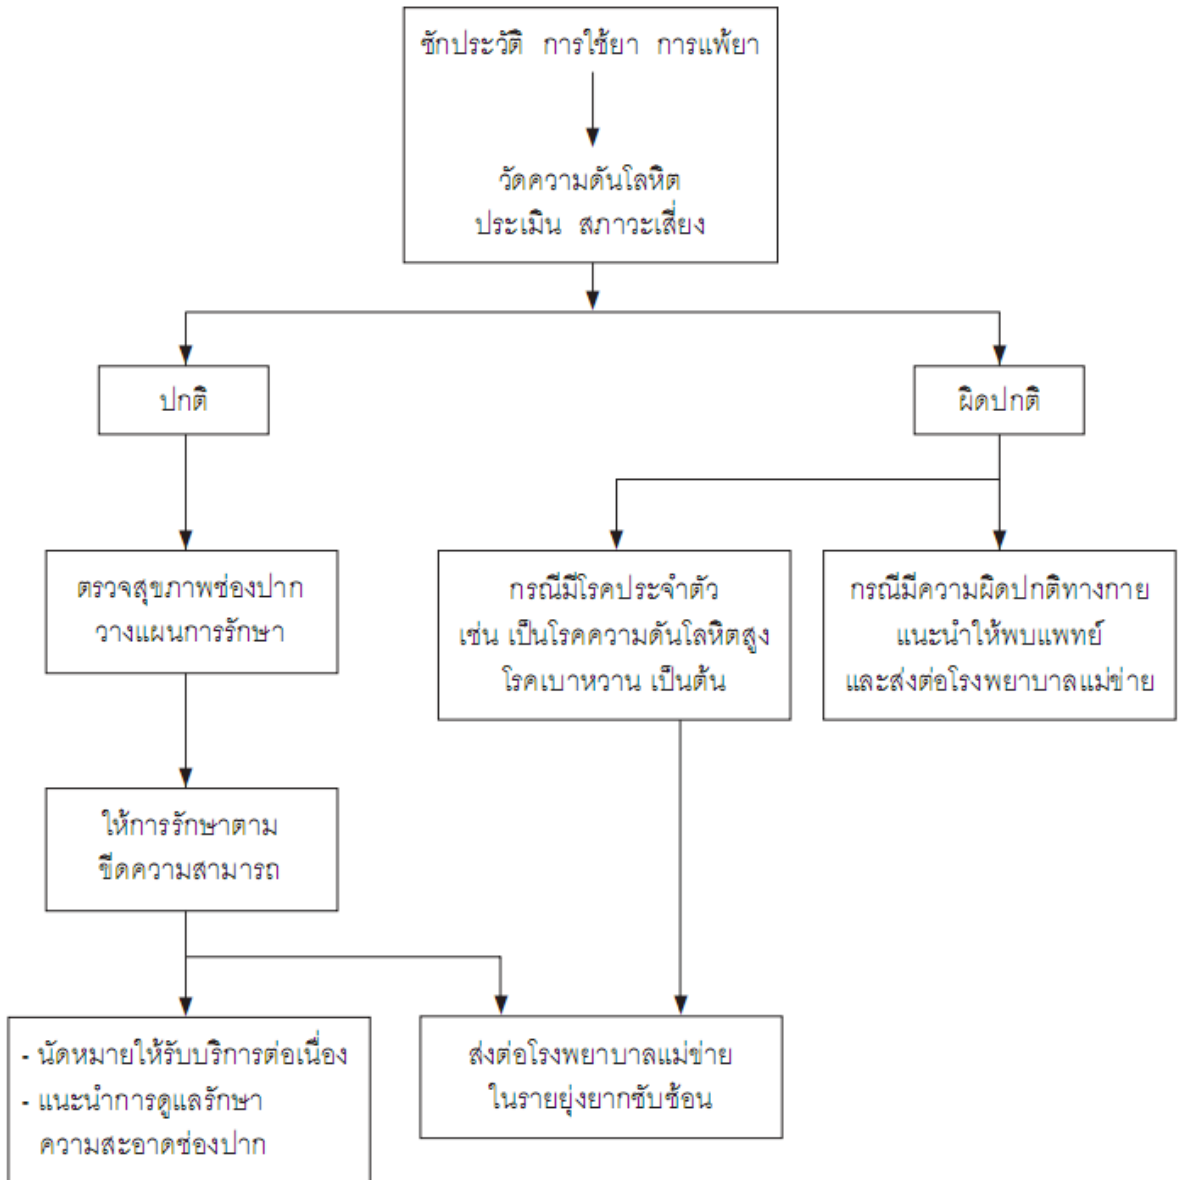 ซักประวัติ การใช้ยา การแพ้ยา
วัดความดันโลหิต
ประเมิน สภาวะเสี่ยง
ปกติ
ผิดปกติ
ตรวจสุขภาพช่องปาก
วางแผนการรักษา
กรณีมีโรคประจำตัว
เช่น เป็นโรคความดันโลหิตสูง
โรคเบาหวาน เป็นต้น
กรณีมีความผิดปกติทางกาย
แนะนำให้พบแพทย์
และส่งต่อโรงพยาบาลแม่ข่าย
ให้การรักษาตาม
ขีดความสามารถ
- นัดหมายให้รับบริการต่อเนื่อง
- แนะนำการดูแลรักษา
ความสะอาดช่องปาก
ส่งต่อโรงพยาบาลแม่ข่าย
ในรายยุ่งยากซับซ้อน